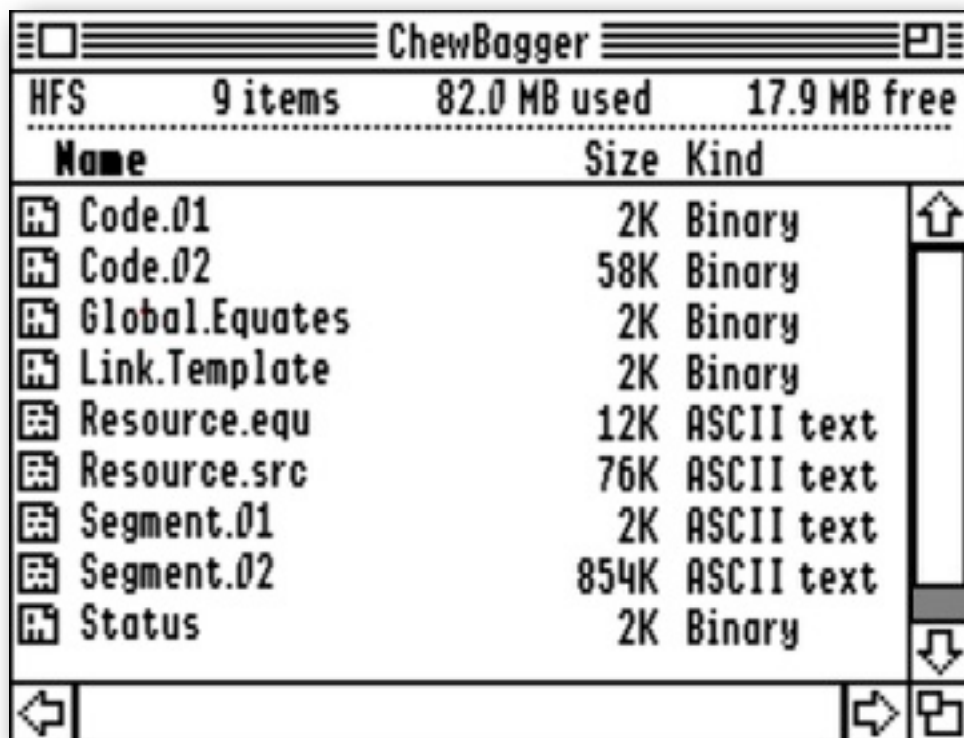 ChewBagger
HFS 9 items 82.0 MB used 17.9 MB free
Name Size Kind
Code.01 2K Binary
Code.02 58K Binary
Global.Equates 2K Binary
Link.Template 2K Binary
Resource.equ 12K ASCII text
Resource.src 76K ASCII text
Segment.01 2K ASCII text
Segment.02 854K ASCII text
Status 2K Binary